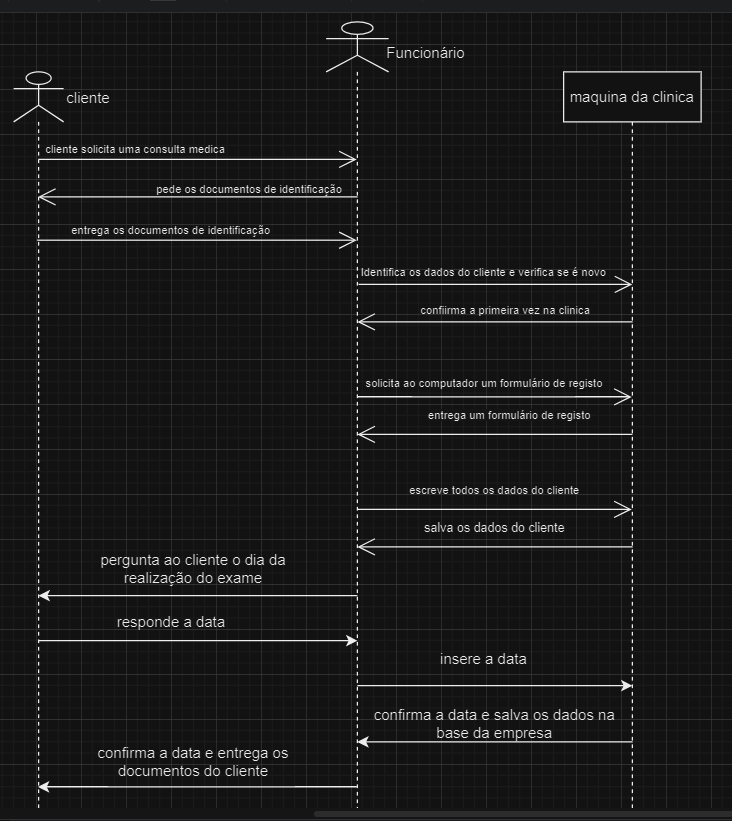 Funcionário
cliente
maquina da clinica
cliente solicita uma consulta medica
pede os documentos de identificação
entrega os documentos de identificação
Identifica os dados do cliente e verifica se é novo
confiirma a primeira vez na clinica
solicita ao computador um formulário de registo
entrega um formulário de registo
escreve todos os dados do cliente
salva os dados do cliente
pergunta ao cliente o dia da
realização do exame
responde a data
insere a data
confirma a data e salva os dados na
base da empresa
confirma a data e entrega os
documentos do cliente